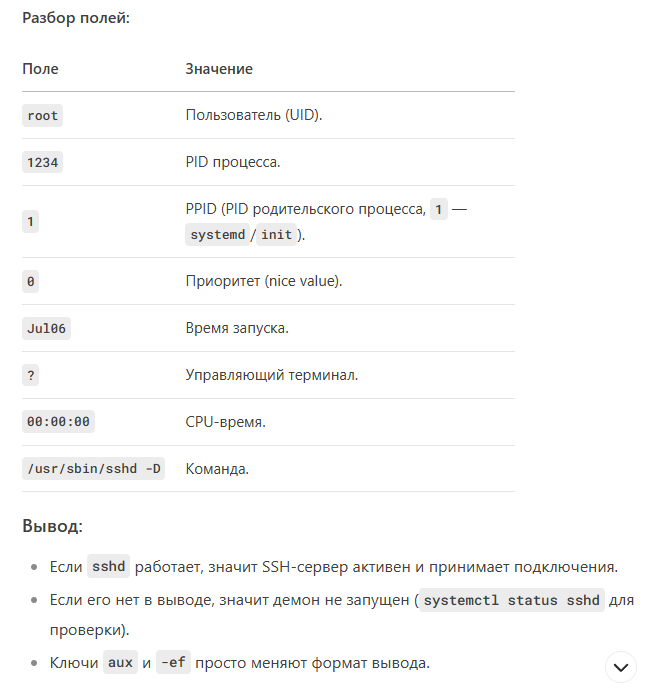 Разбор полей:
Поле Значение
root Пользователь (UID).
1234 PID процесса.
1 PPID (PID родительского процесса, 1 —
systemd/init).
0 Приоритет (nice value).
Jul06 Время запуска.
? Управляющий терминал.
00:00:00 CPU-время.
/usr/sbin/sshd -D Команда.
Вывод:
Если sshd работает, значит SSH-сервер активен и принимает подключения.
Если его нет в выводе, значит демон не запущен (systemctl status sshd для
проверки).
Ключи aux и -ef просто меняют формат вывода.